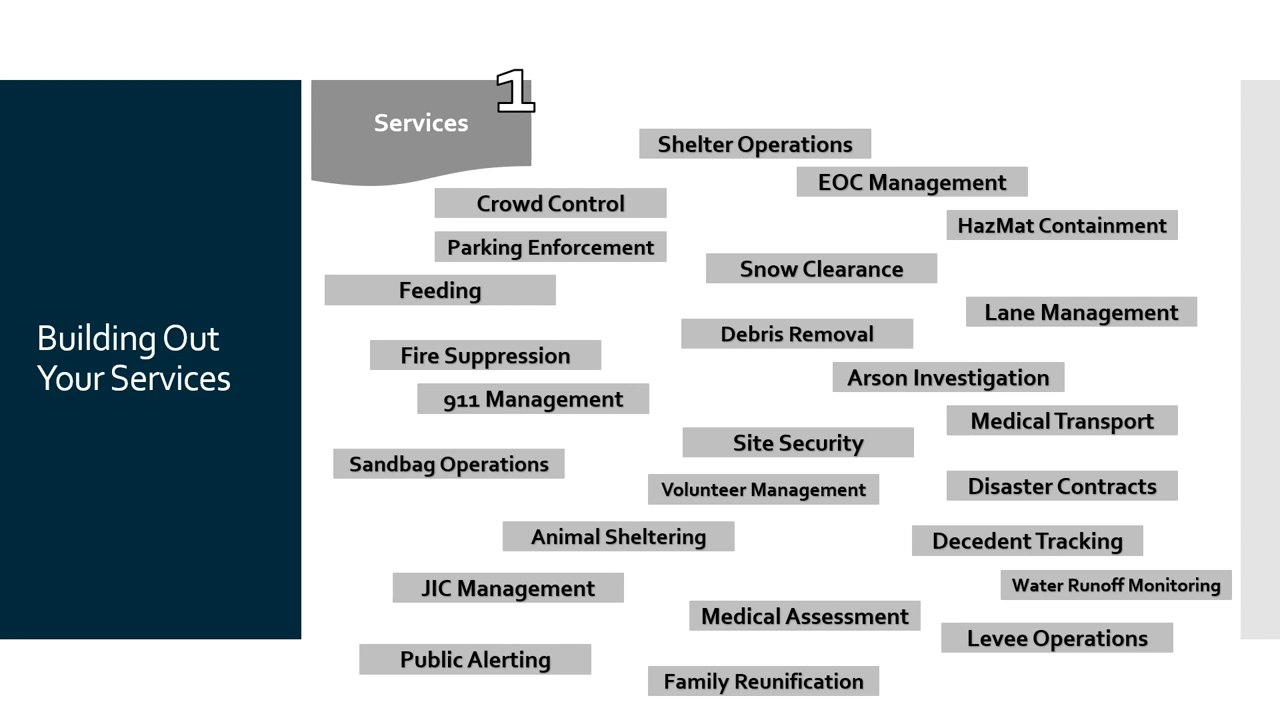 Building Out
Your Services
Services
1
Shelter Operations
EOC Management
Crowd Control
HazMat Containment
Parking Enforcement
Snow Clearance
Feeding
Lane Management
Debris Removal
Fire Suppression
Arson Investigation
911 Management
Medical Transport
Site Security
Sandbag Operations
Volunteer Management
Disaster Contracts
Animal Sheltering
Decedent Tracking
JIC Management
Water Runoff Monitoring
Medical Assessment
Levee Operations
Public Alerting
Family Reunification